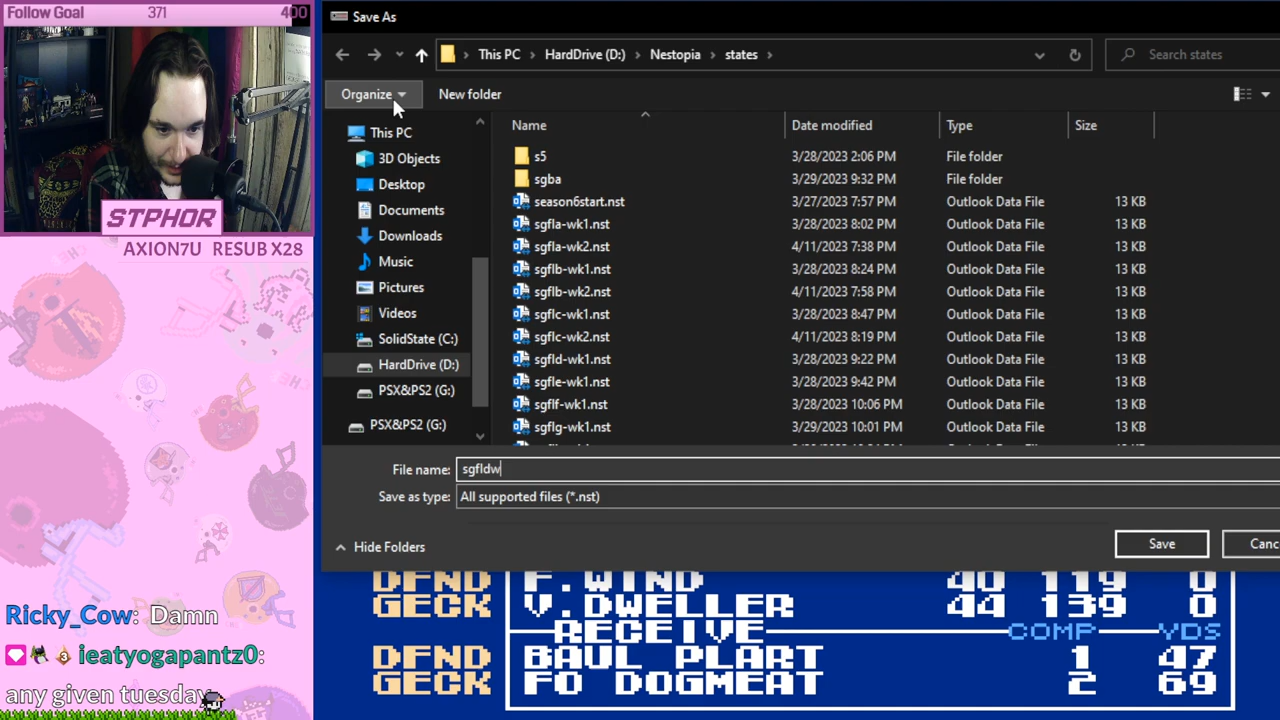 Follow Goal 371 400
STPHOR
AXION7U RESUB X28
Ricky_Cow: Damn
ieatyogapantz0:
any given tuesday
Save As
This PC HardDrive (D:) Nestopia states
Search states
Organize New folder
This PC
3D Objects
Desktop
Documents
Downloads
Music
Pictures
Videos
SolidState (C:)
HardDrive (D:)
PSX&PS2 (G:)
PSX&PS2 (G:)
Name Date modified Type Size
s5 3/28/2023 2:06 PM File folder
sgba 3/29/2023 9:32 PM File folder
season6start.nst 3/27/2023 7:57 PM Outlook Data File 13 KB
sgfla-wk1.nst 3/28/2023 8:02 PM Outlook Data File 13 KB
sgfla-wk2.nst 4/11/2023 7:38 PM Outlook Data File 13 KB
sgflb-wk1.nst 3/28/2023 8:24 PM Outlook Data File 13 KB
sgflb-wk2.nst 4/11/2023 7:58 PM Outlook Data File 13 KB
sgflc-wk1.nst 3/28/2023 8:47 PM Outlook Data File 13 KB
sgflc-wk2.nst 4/11/2023 8:19 PM Outlook Data File 13 KB
sgfld-wk1.nst 3/28/2023 9:22 PM Outlook Data File 13 KB
sgfle-wk1.nst 3/28/2023 9:42 PM Outlook Data File 13 KB
sgflf-wk1.nst 3/28/2023 10:06 PM Outlook Data File 13 KB
sgflg-wk1.nst 3/29/2023 10:01 PM Outlook Data File 13 KB
File name: sgfldw
Save as type: All supported files (*.nst)
Hide Folders
Save Canc
DFND F.WIND 40 119 0
GECK V.DWELLER 44 139 0
RECEIVE COMP YDS
DFND BAUL PLART 1 47
GECK FO DOGMEAT 2 69